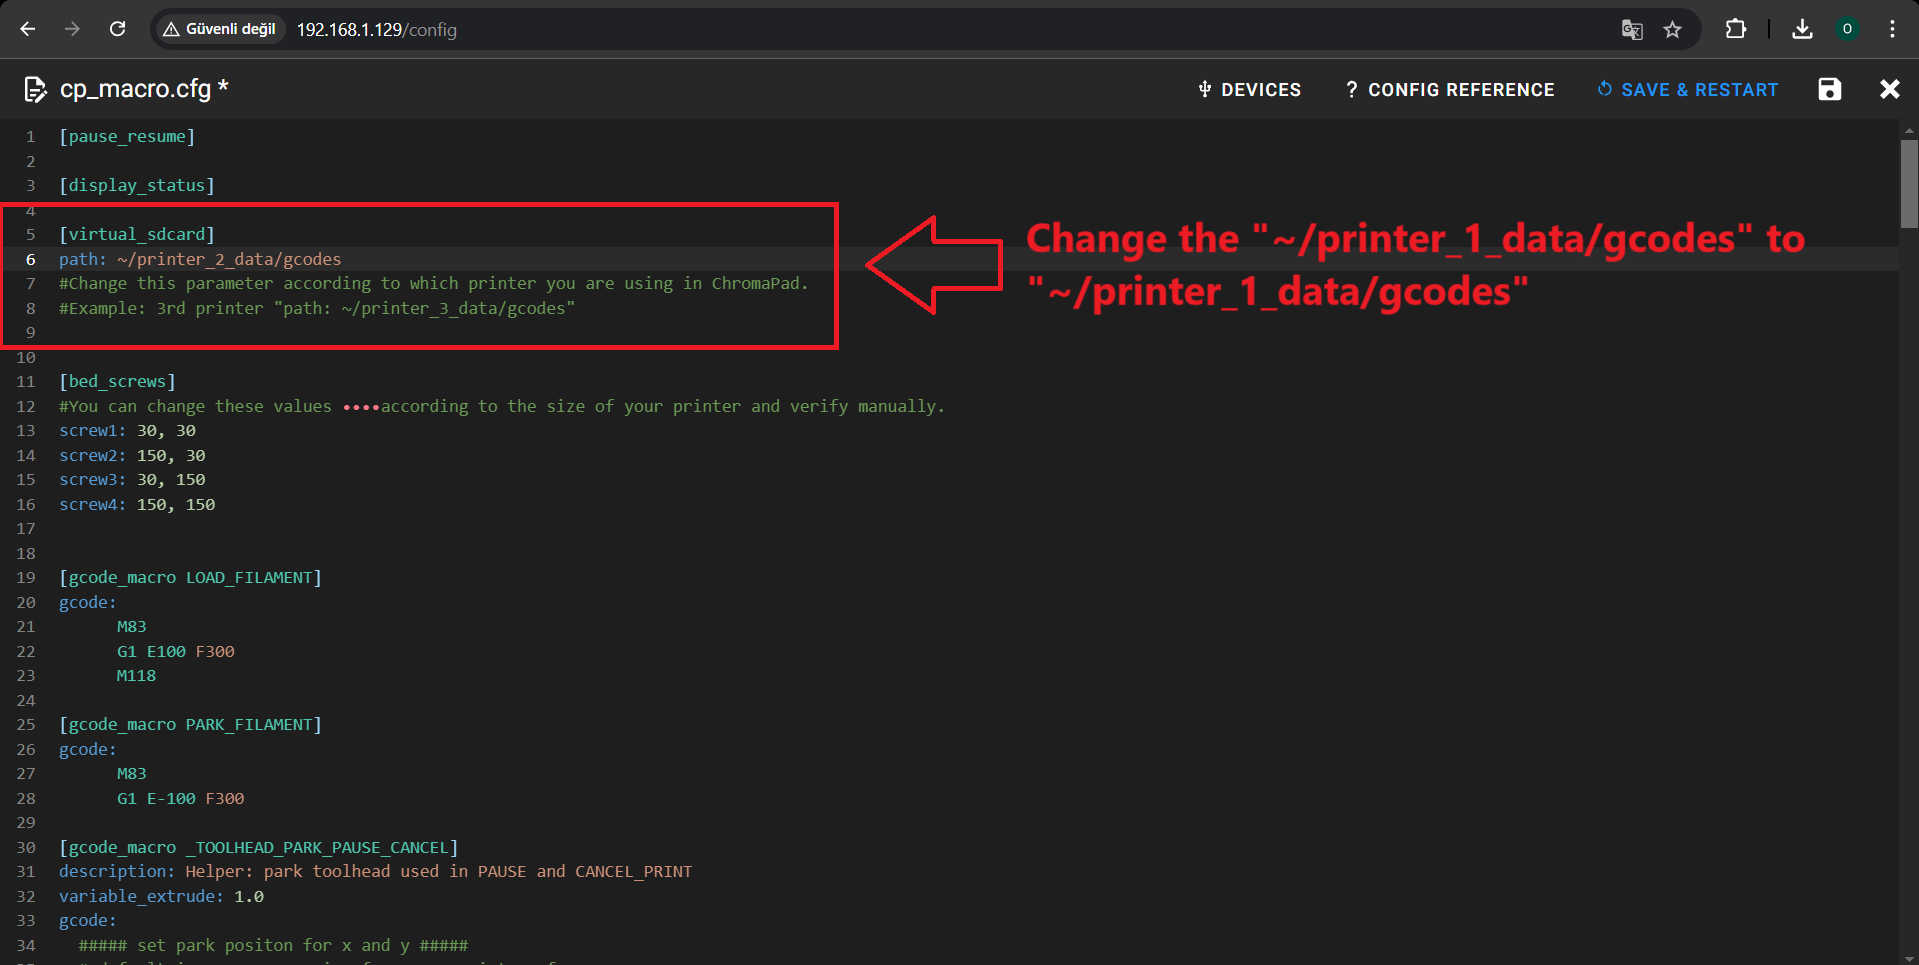 Güvenli değil 192.168.1.129/config O
cp_macro.cfg * DEVICES ? CONFIG REFERENCE SAVE & RESTART
1 [pause_resume]
2
3 [display_status]
4
5 [virtual_sdcard]
6 path: ~/printer_2_data/gcodes
7 #Change this parameter according to which printer you are using in ChromaPad.
8 #Example: 3rd printer "path: ~/printer_3_data/gcodes"
9
Change the "~/printer_1_data/gcodes" to
"~/printer_1_data/gcodes"
10
11 [bed_screws]
12 #You can change these values ••••according to the size of your printer and verify manually.
13 screw1: 30, 30
14 screw2: 150, 30
15 screw3: 30, 150
16 screw4: 150, 150
17
18
19 [gcode_macro LOAD_FILAMENT]
20 gcode:
21 M83
22 G1 E100 F300
23 M118
24
25 [gcode_macro PARK_FILAMENT]
26 gcode:
27 M83
28 G1 E-100 F300
29
30 [gcode_macro _TOOLHEAD_PARK_PAUSE_CANCEL]
31 description: Helper: park toolhead used in PAUSE and CANCEL_PRINT
32 variable_extrude: 1.0
33 gcode:
34 ##### set park positon for x and y #####